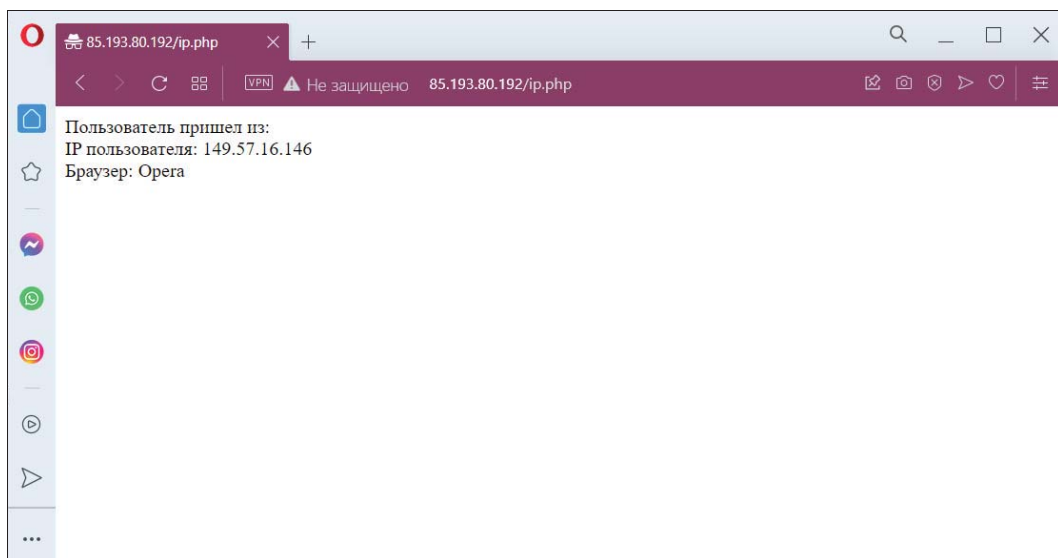 85.193.80.192/ip.php
VPN Не защищено 85.193.80.192/ip.php
Пользователь пришел из:
IP пользователя: 149.57.16.146
Браузер: Opera